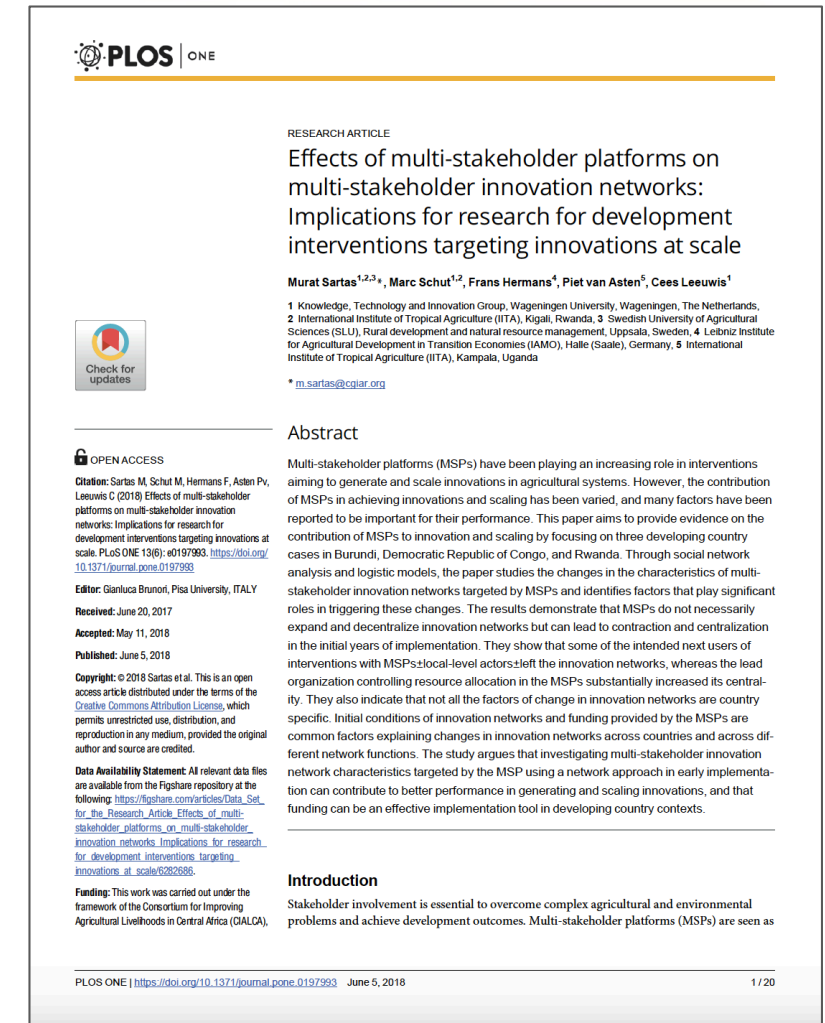 PLOS | ONE
RESEARCH ARTICLE
Effects of multi-stakeholder platforms on
multi-stakeholder innovation networks:
Implications for research for development
interventions targeting innovations at scale
Murat Sartas1,2,3*, Marc Schut1,2, Frans Hermans4, Piet van Asten5, Cees Leeuwis1
1 Knowledge, Technology and Innovation Group, Wageningen University, Wageningen, The Netherlands,
2 International Institute of Tropical Agriculture (IITA), Kigali, Rwanda, 3 Swedish University of Agricultural
Sciences (SLU), Rural development and natural resource management, Uppsala, Sweden, 4 Leibniz Institute
for Agricultural Development in Transition Economies (IAMO), Halle (Saale), Germany, 5 International
Institute of Tropical Agriculture (IITA), Kampala, Uganda
* m.sartas@cgiar.org
Check for
updates
Abstract
Multi-stakeholder platforms (MSPs) have been playing an increasing role in interventions
aiming to generate and scale innovations in agricultural systems. However, the contribution
of MSPs in achieving innovations and scaling has been varied, and many factors have been
reported to be important for their performance. This paper aims to provide evidence on the
contribution of MSPs to innovation and scaling by focusing on three developing country
cases in Burundi, Democratic Republic of Congo, and Rwanda. Through social network
analysis and logistic models, the paper studies the changes in the characteristics of multi-
stakeholder innovation networks targeted by MSPs and identifies factors that play significant
roles in triggering these changes. The results demonstrate that MSPs do not necessarily
expand and decentralize innovation networks but can lead to contraction and centralization
in the initial years of implementation. They show that some of the intended next users of
interventions with MSPs±local-level actors±left the innovation networks, whereas the lead
organization controlling resource allocation in the MSPs substantially increased its central-
ity. They also indicate that not all the factors of change in innovation networks are country
specific. Initial conditions of innovation networks and funding provided by the MSPs are
common factors explaining changes in innovation networks across countries and across dif-
ferent network functions. The study argues that investigating multi-stakeholder innovation
network characteristics targeted by the MSP using a network approach in early implementa-
tion can contribute to better performance in generating and scaling innovations, and that
funding can be an effective implementation tool in developing country contexts.
OPEN ACCESS
Citation: Sartas M, Schut M, Hermans F, Asten Pv,
Leeuwis C (2018) Effects of multi-stakeholder
platforms on multi-stakeholder innovation
networks: Implications for research for
development interventions targeting innovations at
scale. PLoS ONE 13(6): e0197993. https://doi.org/
10.1371/journal.pone.0197993
Editor: Gianluca Brunori, Pisa University, ITALY
Received: June 20, 2017
Accepted: May 11, 2018
Published: June 5, 2018
Copyright: © 2018 Sartas et al. This is an open
access article distributed under the terms of the
Creative Commons Attribution License, which
permits unrestricted use, distribution, and
reproduction in any medium, provided the original
author and source are credited.
Data Availability Statement: All relevant data files
are available from the Figshare repository at the
following: https://figshare.com/articles/Data_Set_
for_the_Research_Article_Effects_of_multi-
stakeholder_platforms_on_multi-stakeholder_
innovation_networks_Implications_for_research_
for_development_interventions_targeting_
innovations_at_scale/6282686.
Funding: This work was carried out under the
framework of the Consortium for Improving
Agricultural Livelihoods in Central Africa (CIALCA),
Introduction
Stakeholder involvement is essential to overcome complex agricultural and environmental
problems and achieve development outcomes. Multi-stakeholder platforms (MSPs) are seen as
PLOS ONE | https://doi.org/10.1371/journal.pone.0197993 June 5, 2018
1 / 20